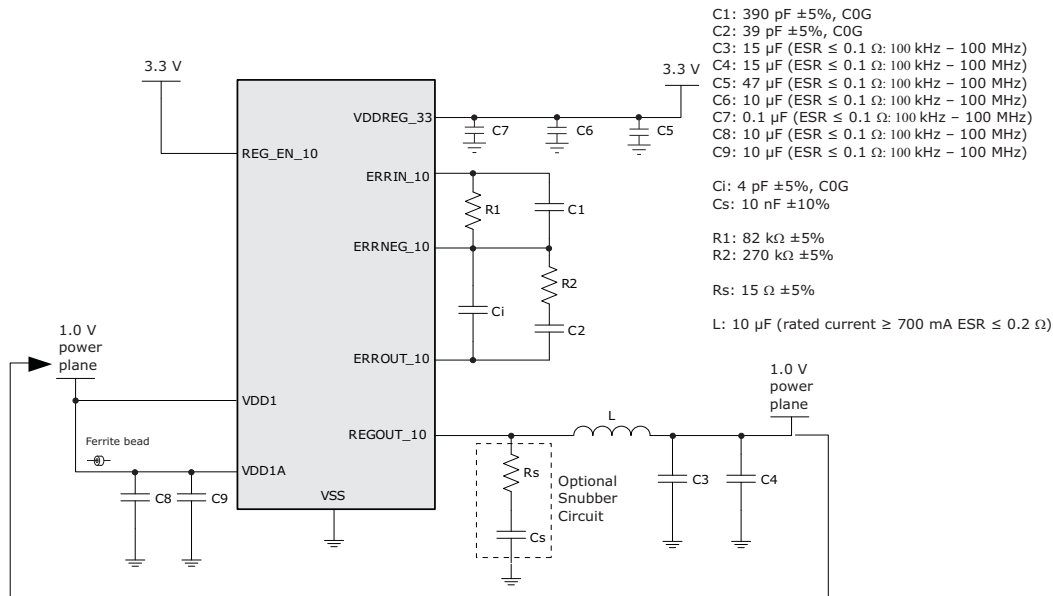 C1: 390 pF ±5%, C0G
C2: 39 pF ±5%, C0G
C3: 15 µF (ESR ≤ 0.1 Ω: 100 kHz – 100 MHz)
C4: 15 µF (ESR ≤ 0.1 Ω: 100 kHz – 100 MHz)
C5: 47 µF (ESR ≤ 0.1 Ω: 100 kHz – 100 MHz)
C6: 10 µF (ESR ≤ 0.1 Ω: 100 kHz – 100 MHz)
C7: 0.1 µF (ESR ≤ 0.1 Ω: 100 kHz – 100 MHz)
C8: 10 µF (ESR ≤ 0.1 Ω: 100 kHz – 100 MHz)
C9: 10 µF (ESR ≤ 0.1 Ω: 100 kHz – 100 MHz)
Ci: 4 pF ±5%, C0G
Cs: 10 nF ±10%
R1: 82 kΩ ±5%
R2: 270 kΩ ±5%
Rs: 15 Ω ±5%
L: 10 µF (rated current ≥ 700 mA ESR ≤ 0.2 Ω)
3.3 V
3.3 V
VDDREG_33
C7
C6
C5
REG_EN_10
ERRIN_10
R1
C1
ERRNEG_10
R2
Ci
C2
ERROUT_10
1.0 V
power
plane
VDD1
1.0 V
power
plane
L
REGOUT_10
Ferrite bead
VDD1A
C8
C9
VSS
Rs
Cs
Optional
Snubber
Circuit
C3
C4